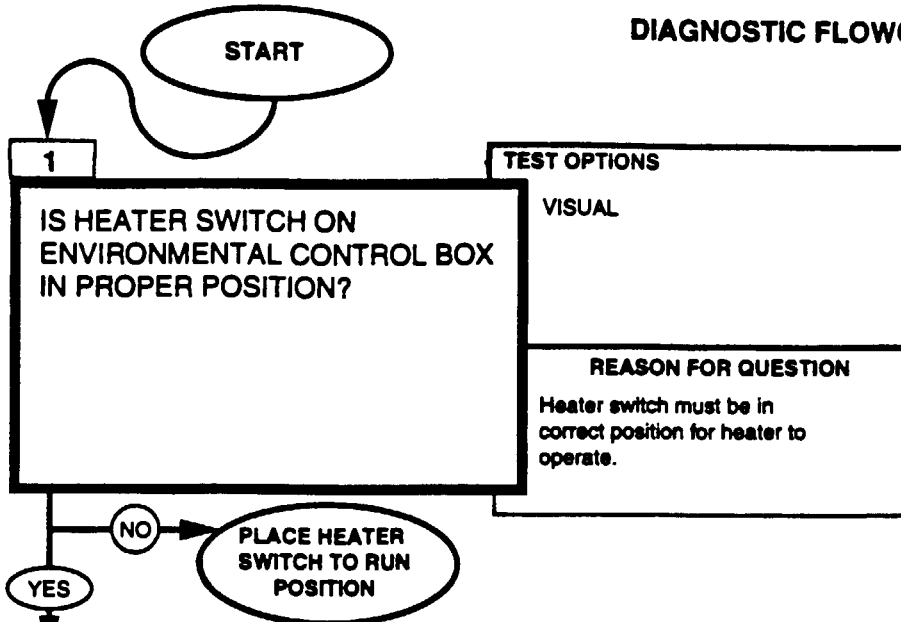 DIAGNOSTIC FLOW
START
1
IS HEATER SWITCH ON
ENVIRONMENTAL CONTROL BOX
IN PROPER POSITION?
TEST OPTIONS
VISUAL
REASON FOR QUESTION
Heater switch must be in
correct position for heater to
operate.
NO
PLACE HEATER
SWITCH TO RUN
POSITION
YES